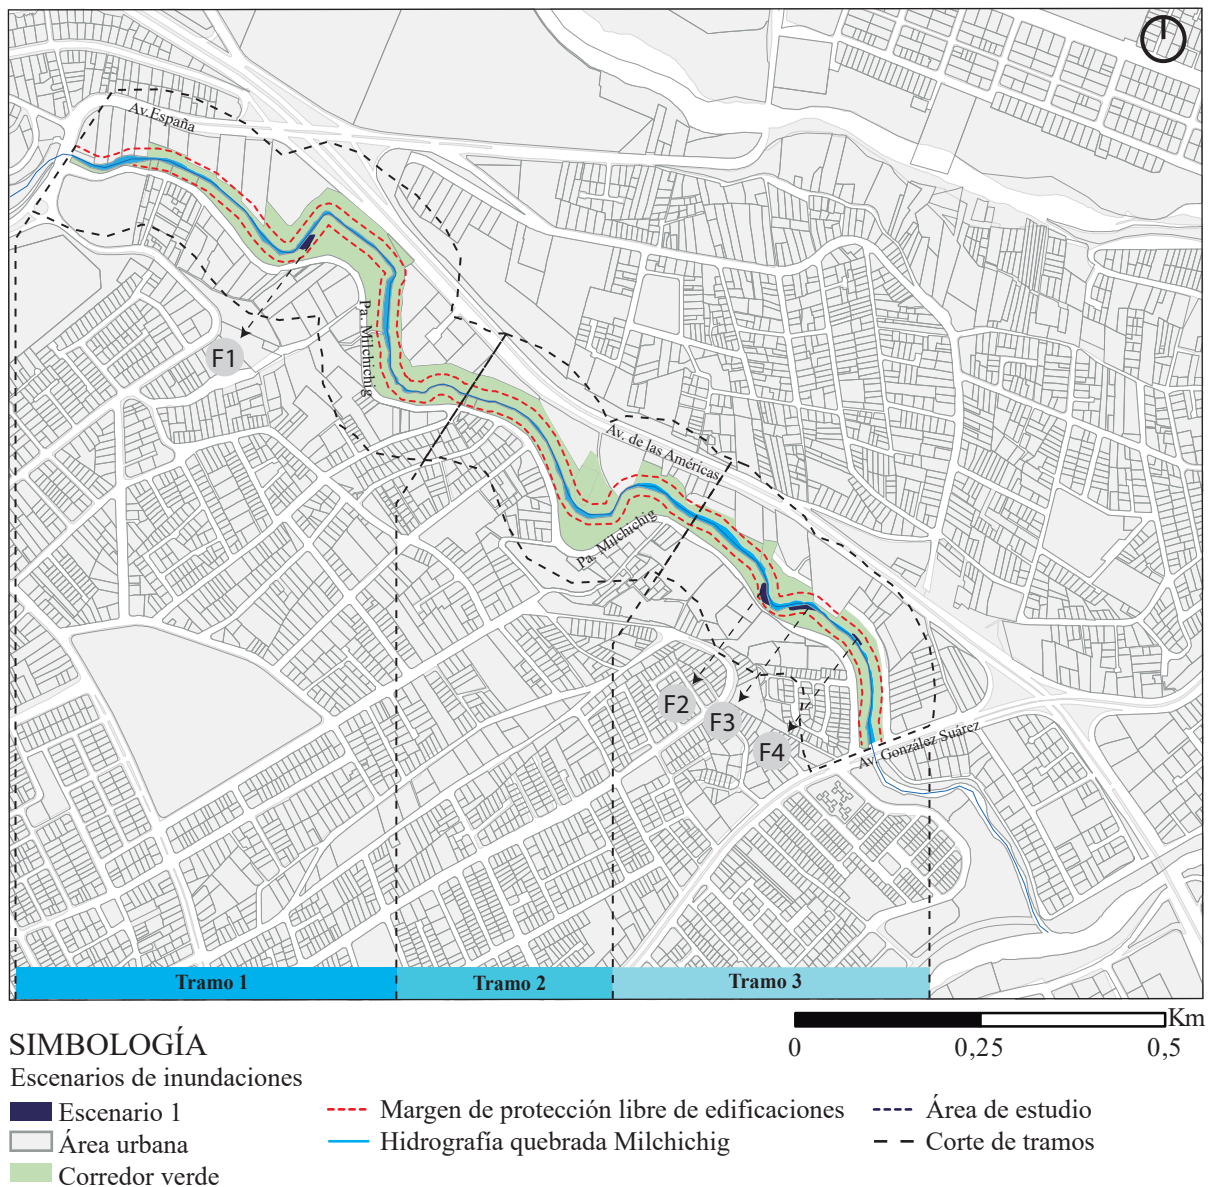 Av.España
Pa. Milchichig
F1
Av. de las Américas
Pa. Milchichig
F2
F3
F4
Av. González Suárez
Tramo 1
Tramo 2
Tramo 3
Km
0
0,25
0,5
SIMBOLOGÍA
Escenarios de inundaciones
Escenario 1
Área urbana
Corredor verde
Margen de protección libre de edificaciones
Hidrografía quebrada Milchichig
Área de estudio
Corte de tramos